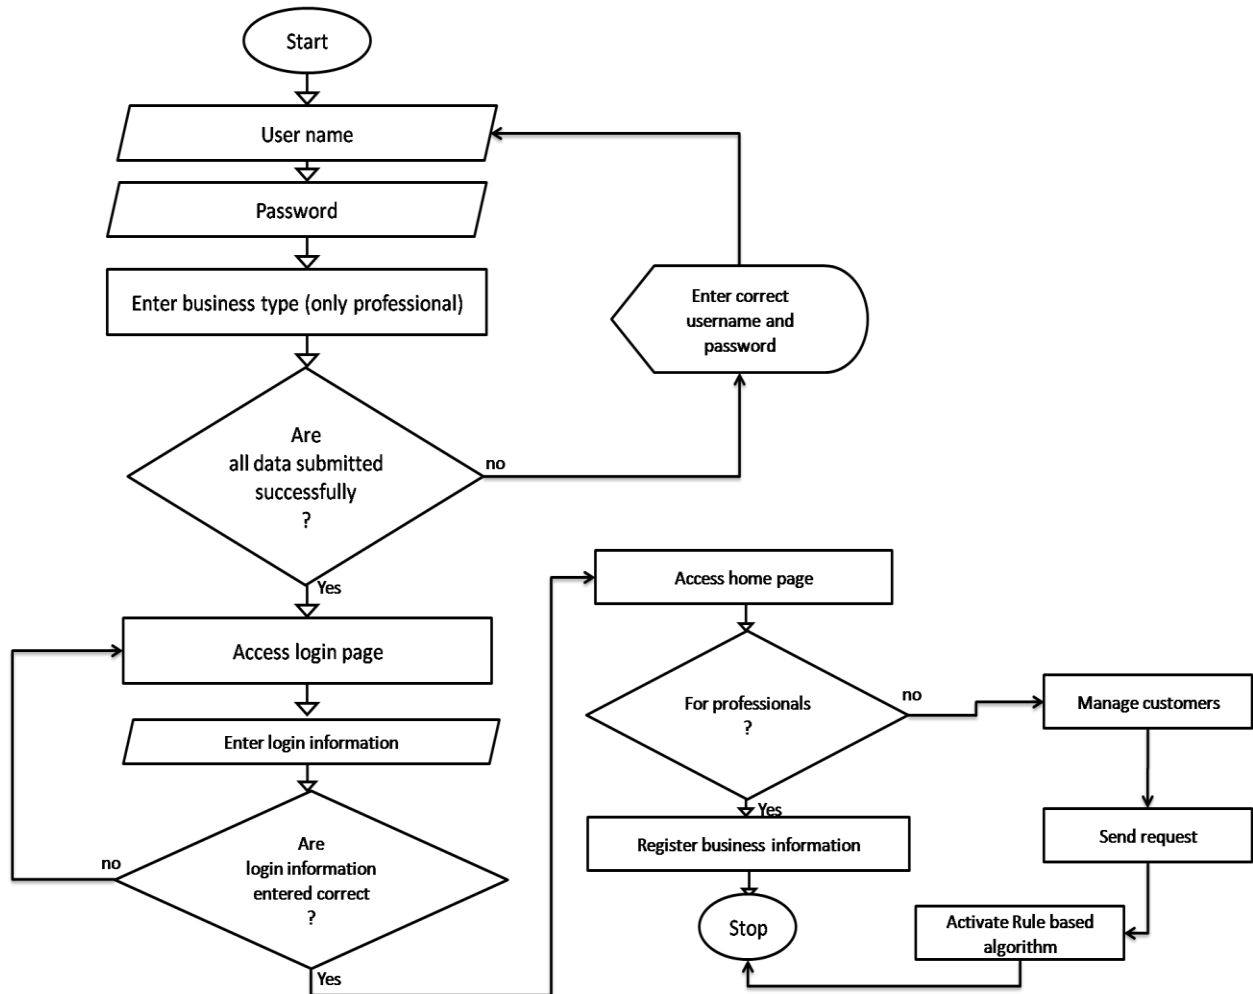 Start
User name
Password
Enter business type (only professional)
Enter correct
username and
password
Are
all data submitted
successfully
?
no
Yes
Access login page
Enter login information
Are
login information
entered correct
?
no
Yes
Access home page
For professionals
?
no
Yes
Manage customers
Send request
Activate Rule based
algorithm
Register business information
Stop